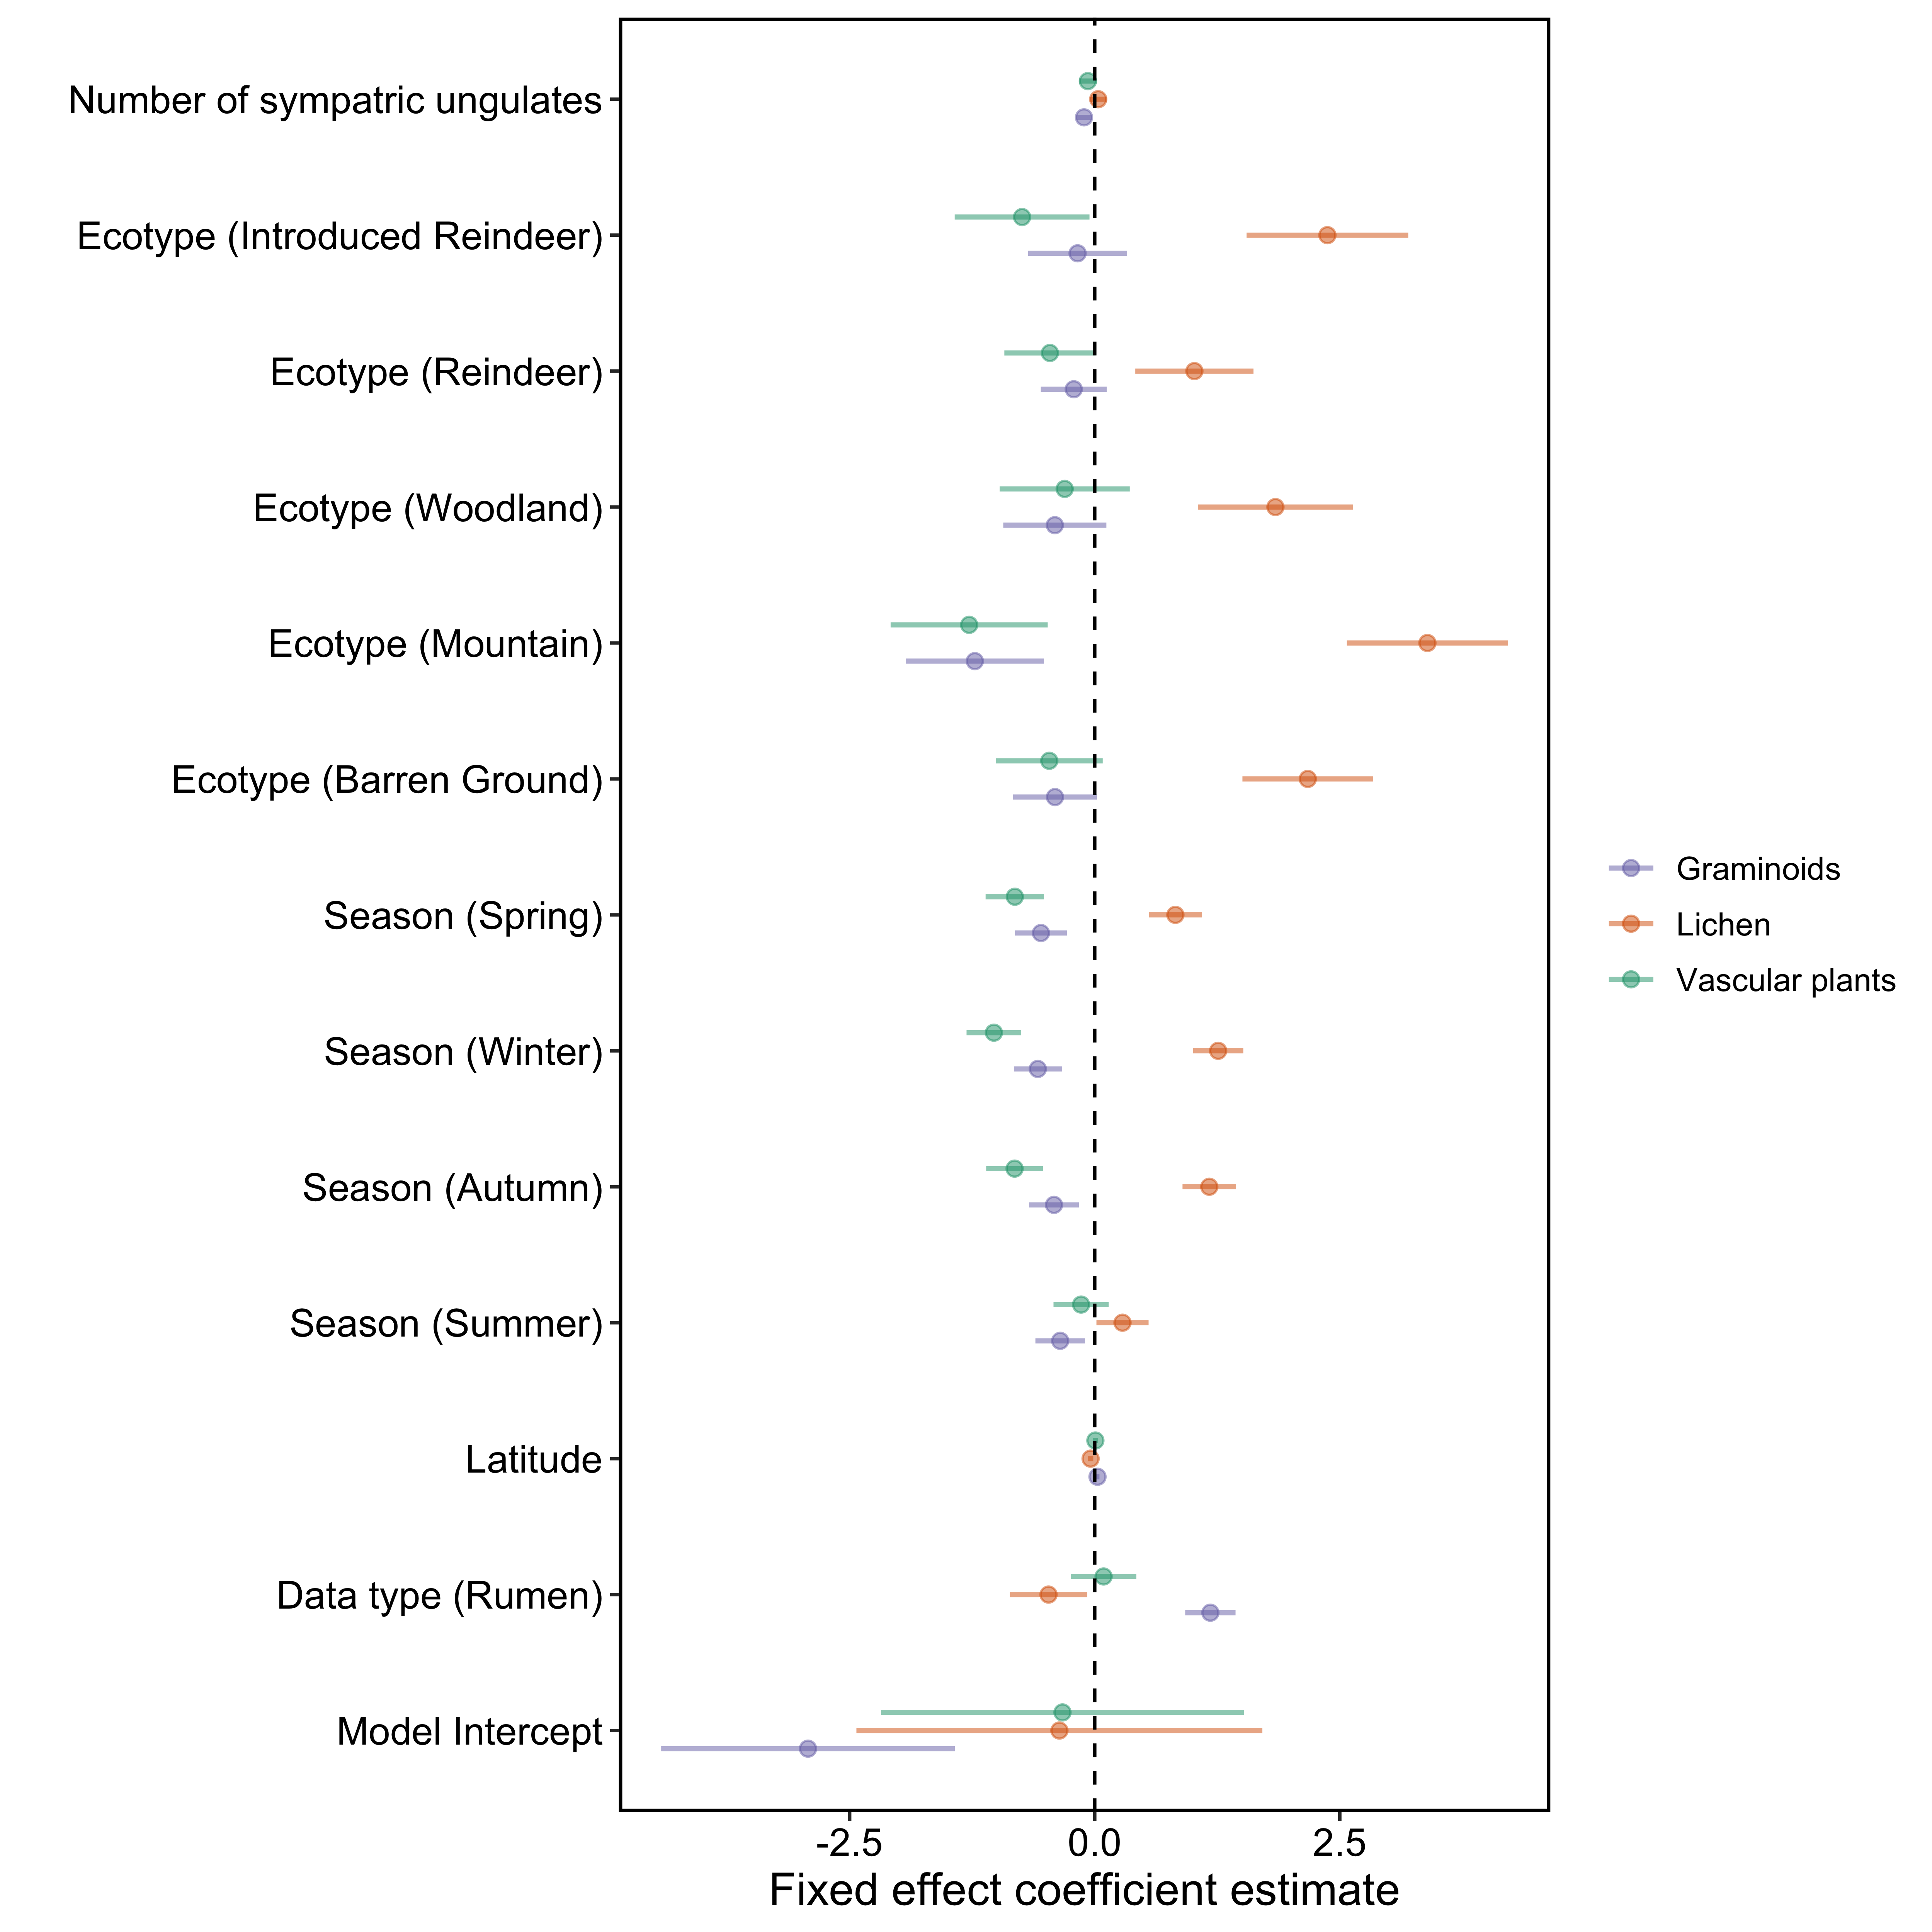 Number of sympatric ungulates
Ecotype (Introduced Reindeer)
Ecotype (Reindeer)
Ecotype (Woodland)
Ecotype (Mountain)
Ecotype (Barren Ground)
Season (Spring)
Season (Winter)
Season (Autumn)
Season (Summer)
Latitude
Data type (Rumen)
Model Intercept
-2.5 0.0 2.5
Fixed effect coefficient estimate
Graminoids
Lichen
Vascular plants